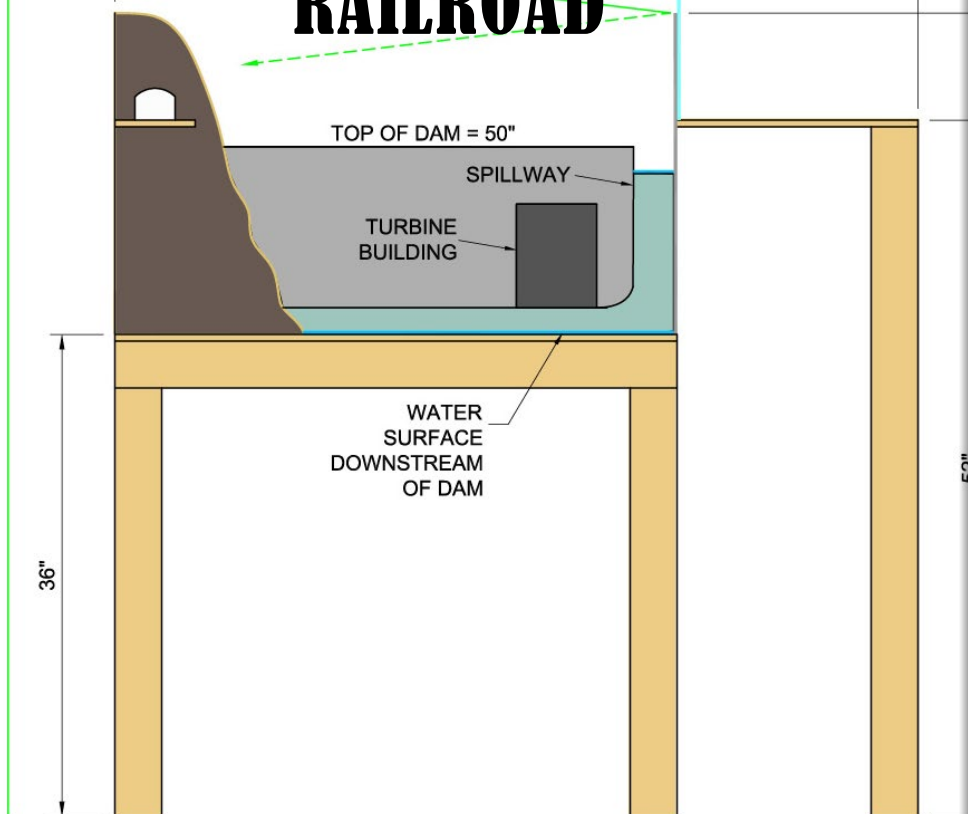 RAILROAD
TOP OF DAM = 50"
SPILLWAY
TURBINE
BUILDING
WATER
SURFACE
DOWNSTREAM
OF DAM
36"